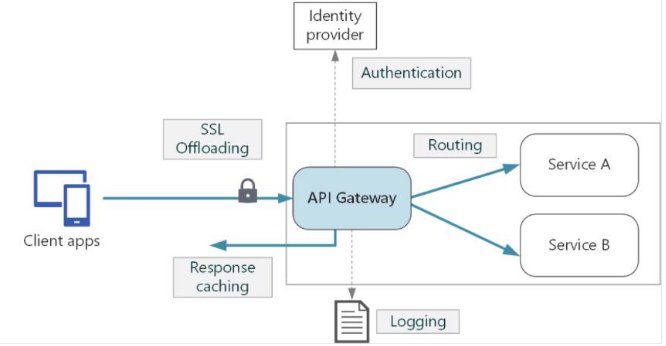 Identity
provider
Authentication
SSL
Offloading
Routing
Service A
API Gateway
Client apps
Service B
Response
caching
Logging